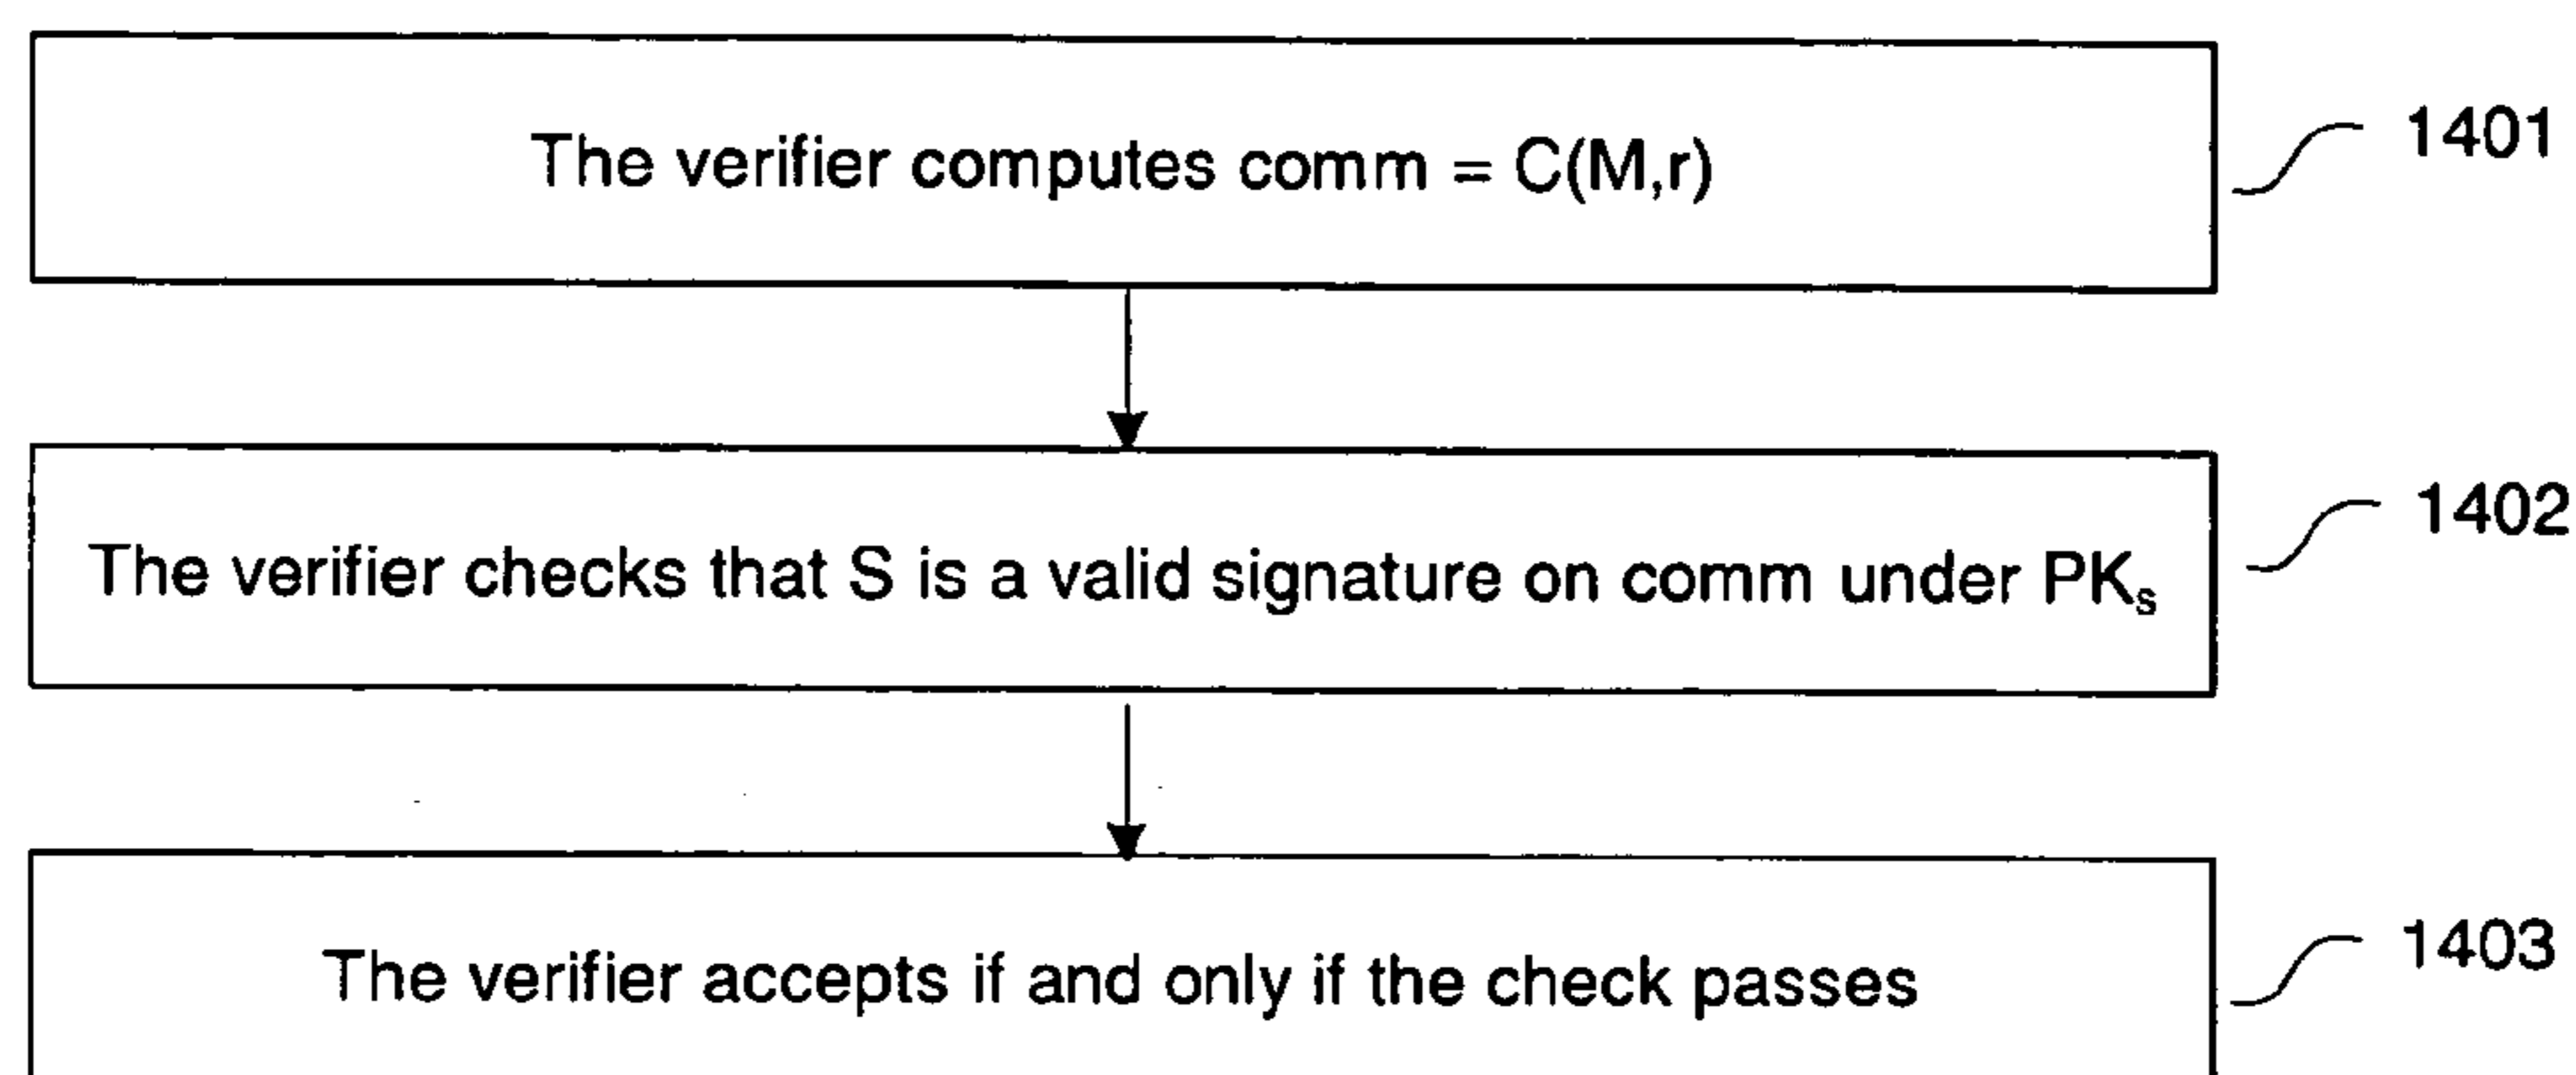 The verifier computes comm = C(M,r)
1401
The verifier checks that S is a valid signature on comm under PKs
1402
The verifier accepts if and only if the check passes
1403